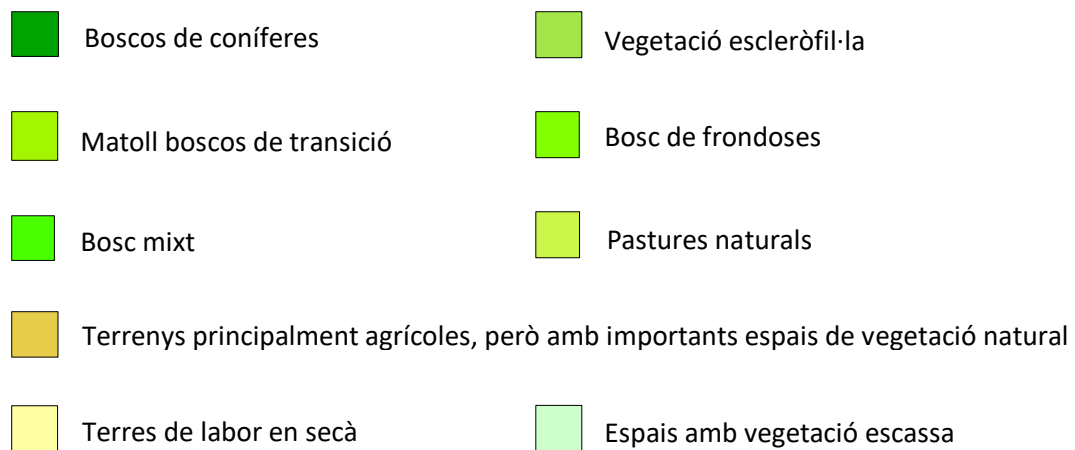 Boscos de coníferes
Vegetació escleròfil·la
Matoll boscos de transició
Bosc de frondoses
Bosc mixt
Pastures naturals
Terrenys principalment agrícoles, però amb importants espais de vegetació natural
Terres de labor en secà
Espais amb vegetació escassa